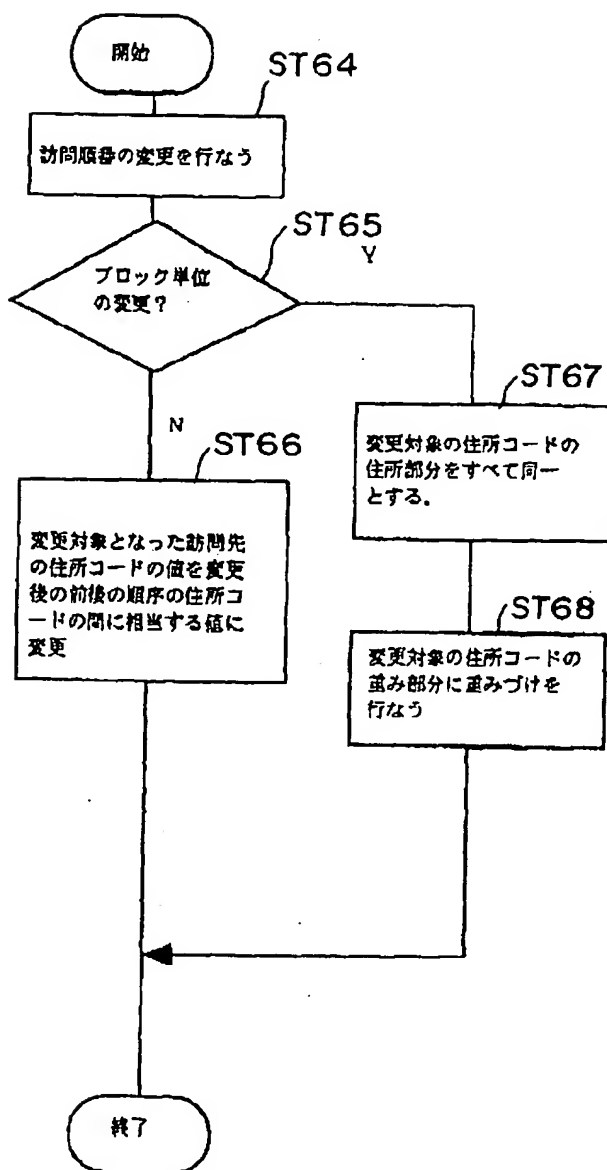 開始
ST64
訪問順番の変更を行なう
ST65
Y
ブロック単位
の変更?
ST67
変更対象の住所コードの
住所部分をすべて同一
とする。
N
ST66
変更対象となった訪問先
の住所コードの値を変更
後の前後の順序の住所コ
ードの間に相当する値に
変更
ST68
変更対象の住所コードの
重み部分に重みづけを
行なう
終了